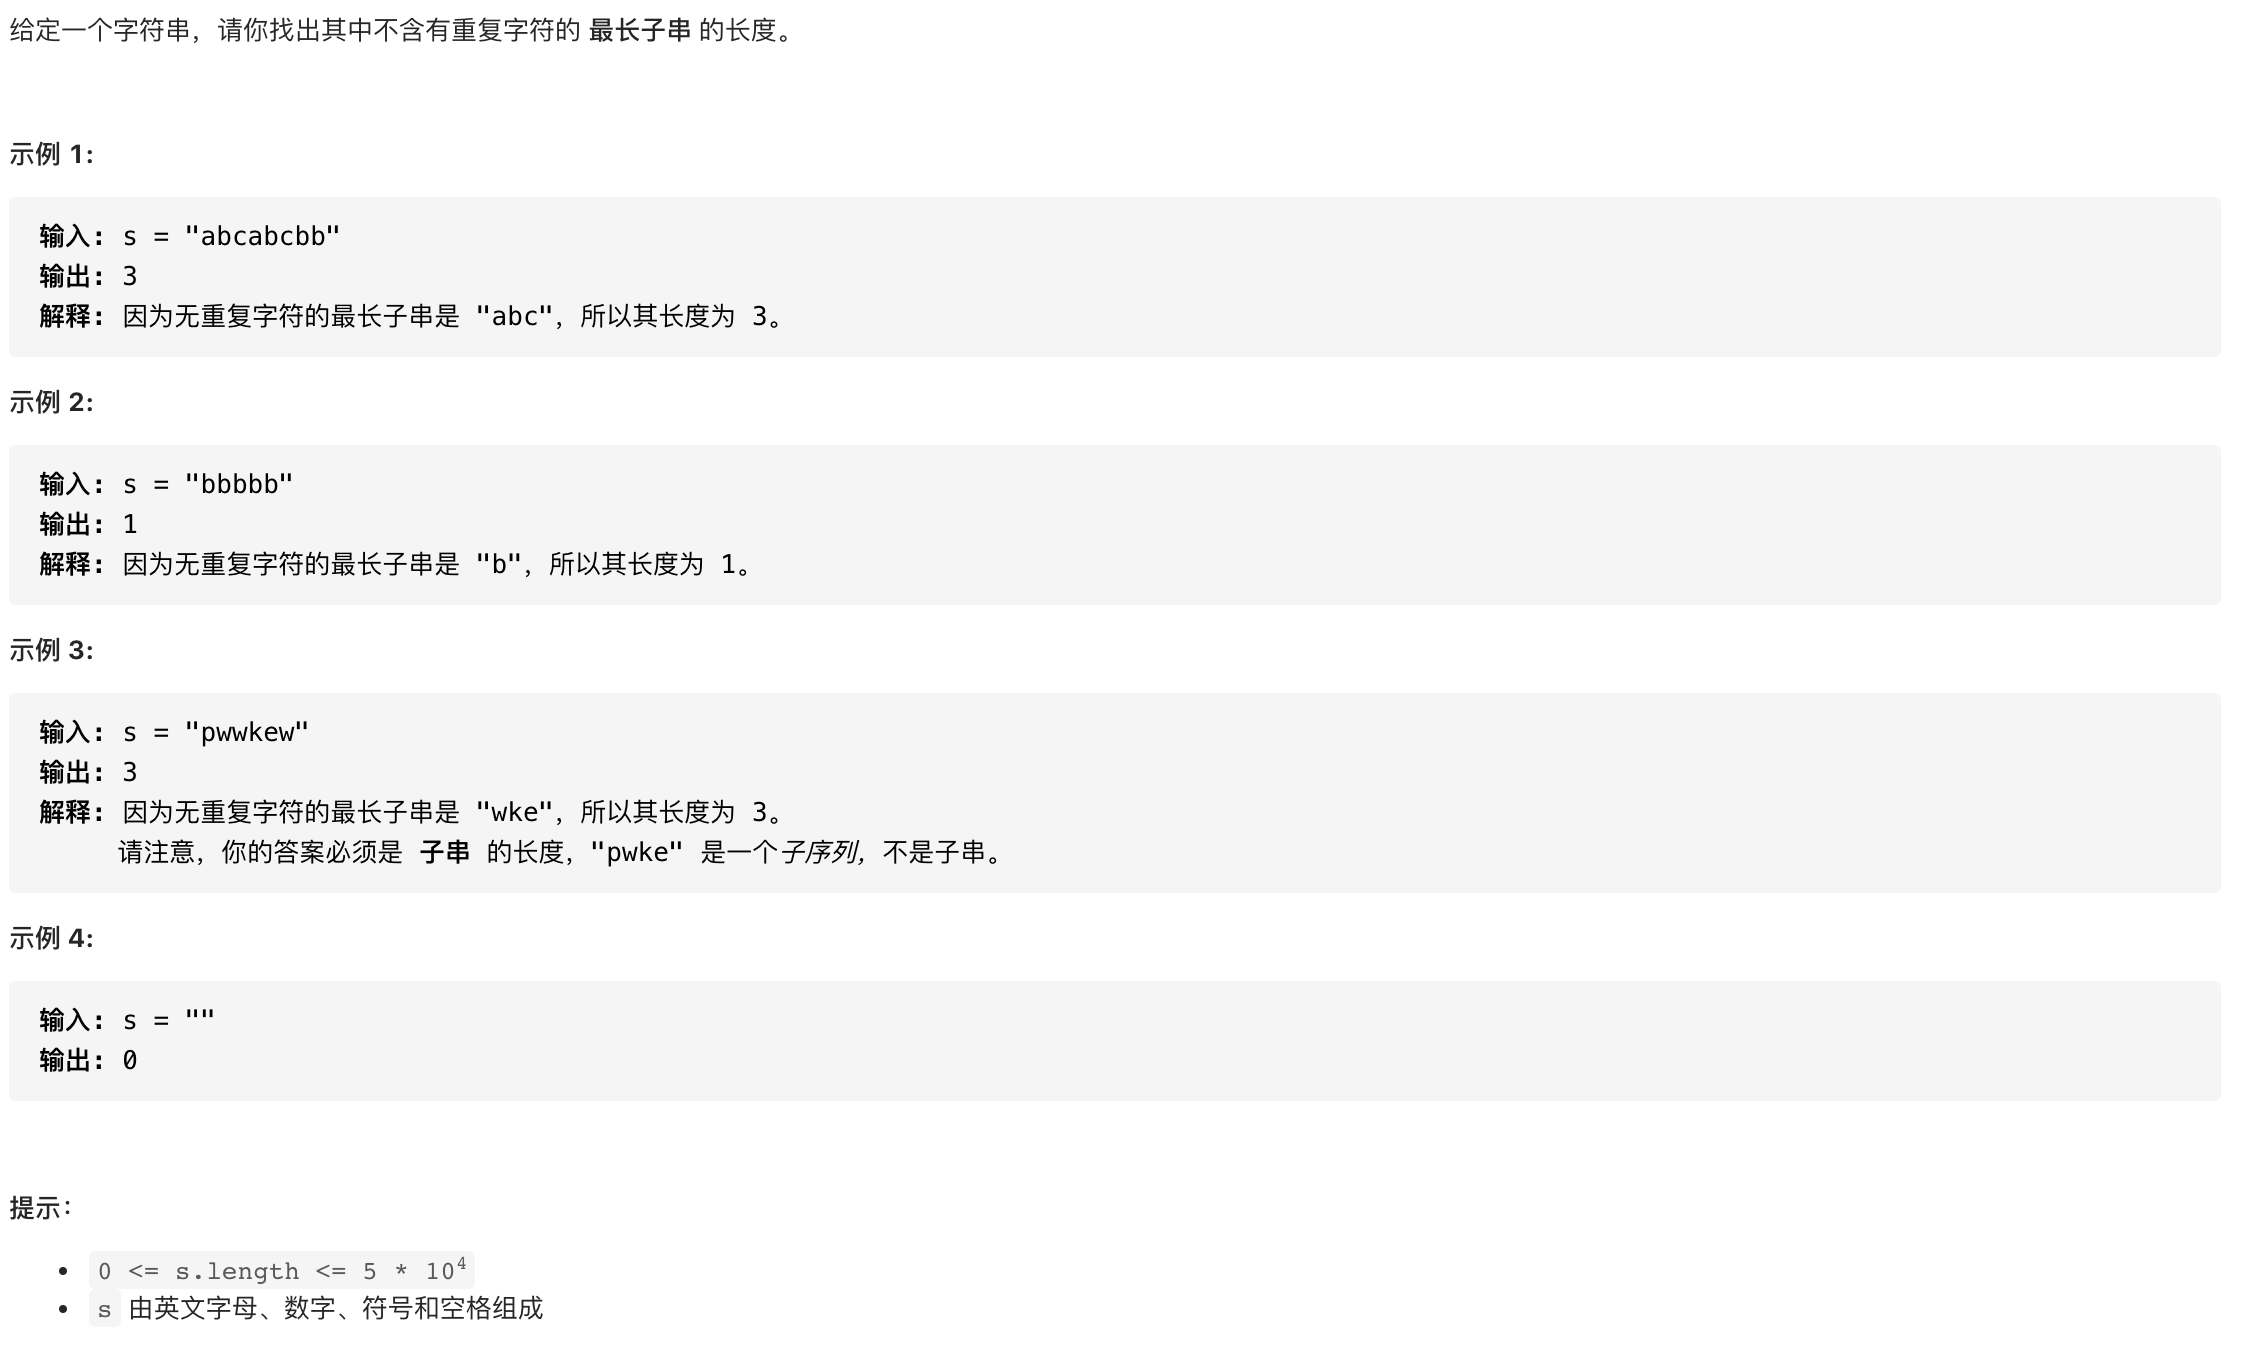 给定一个字符串，请你找出其中不含有重复字符的 最长子串 的长度。
示例 1:
输入: s = "abcabcbb"
输出: 3
解释: 因为无重复字符的最长子串是 "abc"，所以其长度为 3。
示例 2:
输入: s = "bbbbb"
输出: 1
解释: 因为无重复字符的最长子串是 "b"，所以其长度为 1。
示例 3:
输入: s = "pwwkew"
输出: 3
解释: 因为无重复字符的最长子串是 "wke"，所以其长度为 3。
请注意，你的答案必须是 子串 的长度，"pwke" 是一个子序列，不是子串。
示例 4:
输入: s = ""
输出: 0
提示：
0 <= s.length <= 5 * 10⁴
s 由英文字母、数字、符号和空格组成